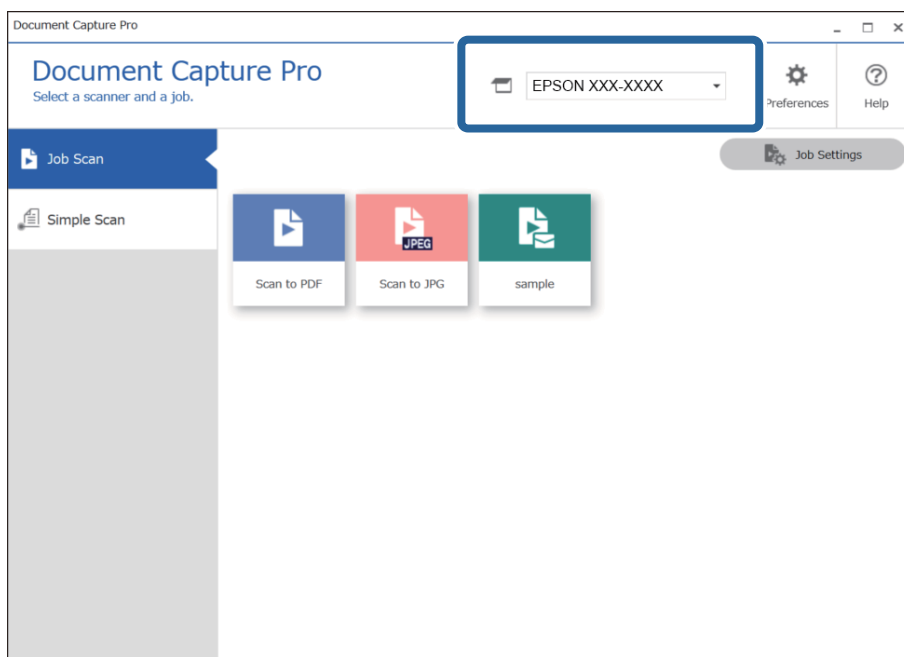 Document Capture Pro
Document Capture Pro
Select a scanner and a job.
EPSON XXX-XXXX
Preferences
Help
Job Scan
Job Settings
Simple Scan
JPEG
Scan to PDF
Scan to JPG
sample